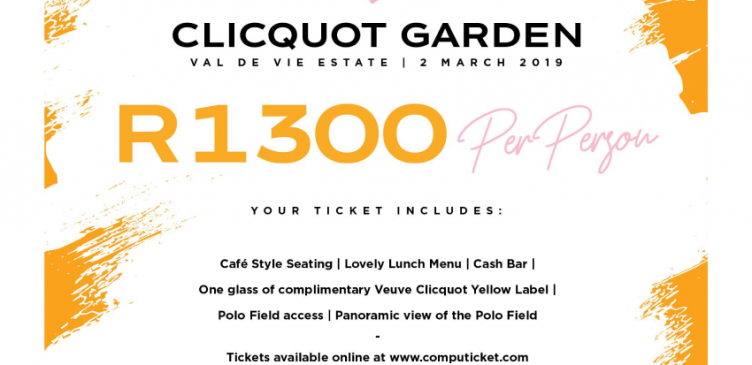 CLICQUOT GARDEN
VAL DE VIE ESTATE | 2 MARCH 2019
R1300 Per Person
YOUR TICKET INCLUDES:
Café Style Seating | Lovely Lunch Menu | Cash Bar |
One glass of complimentary Veuve Clicquot Yellow Label |
Polo Field access | Panoramic view of the Polo Field
-
Tickets available online at www.computicket.com